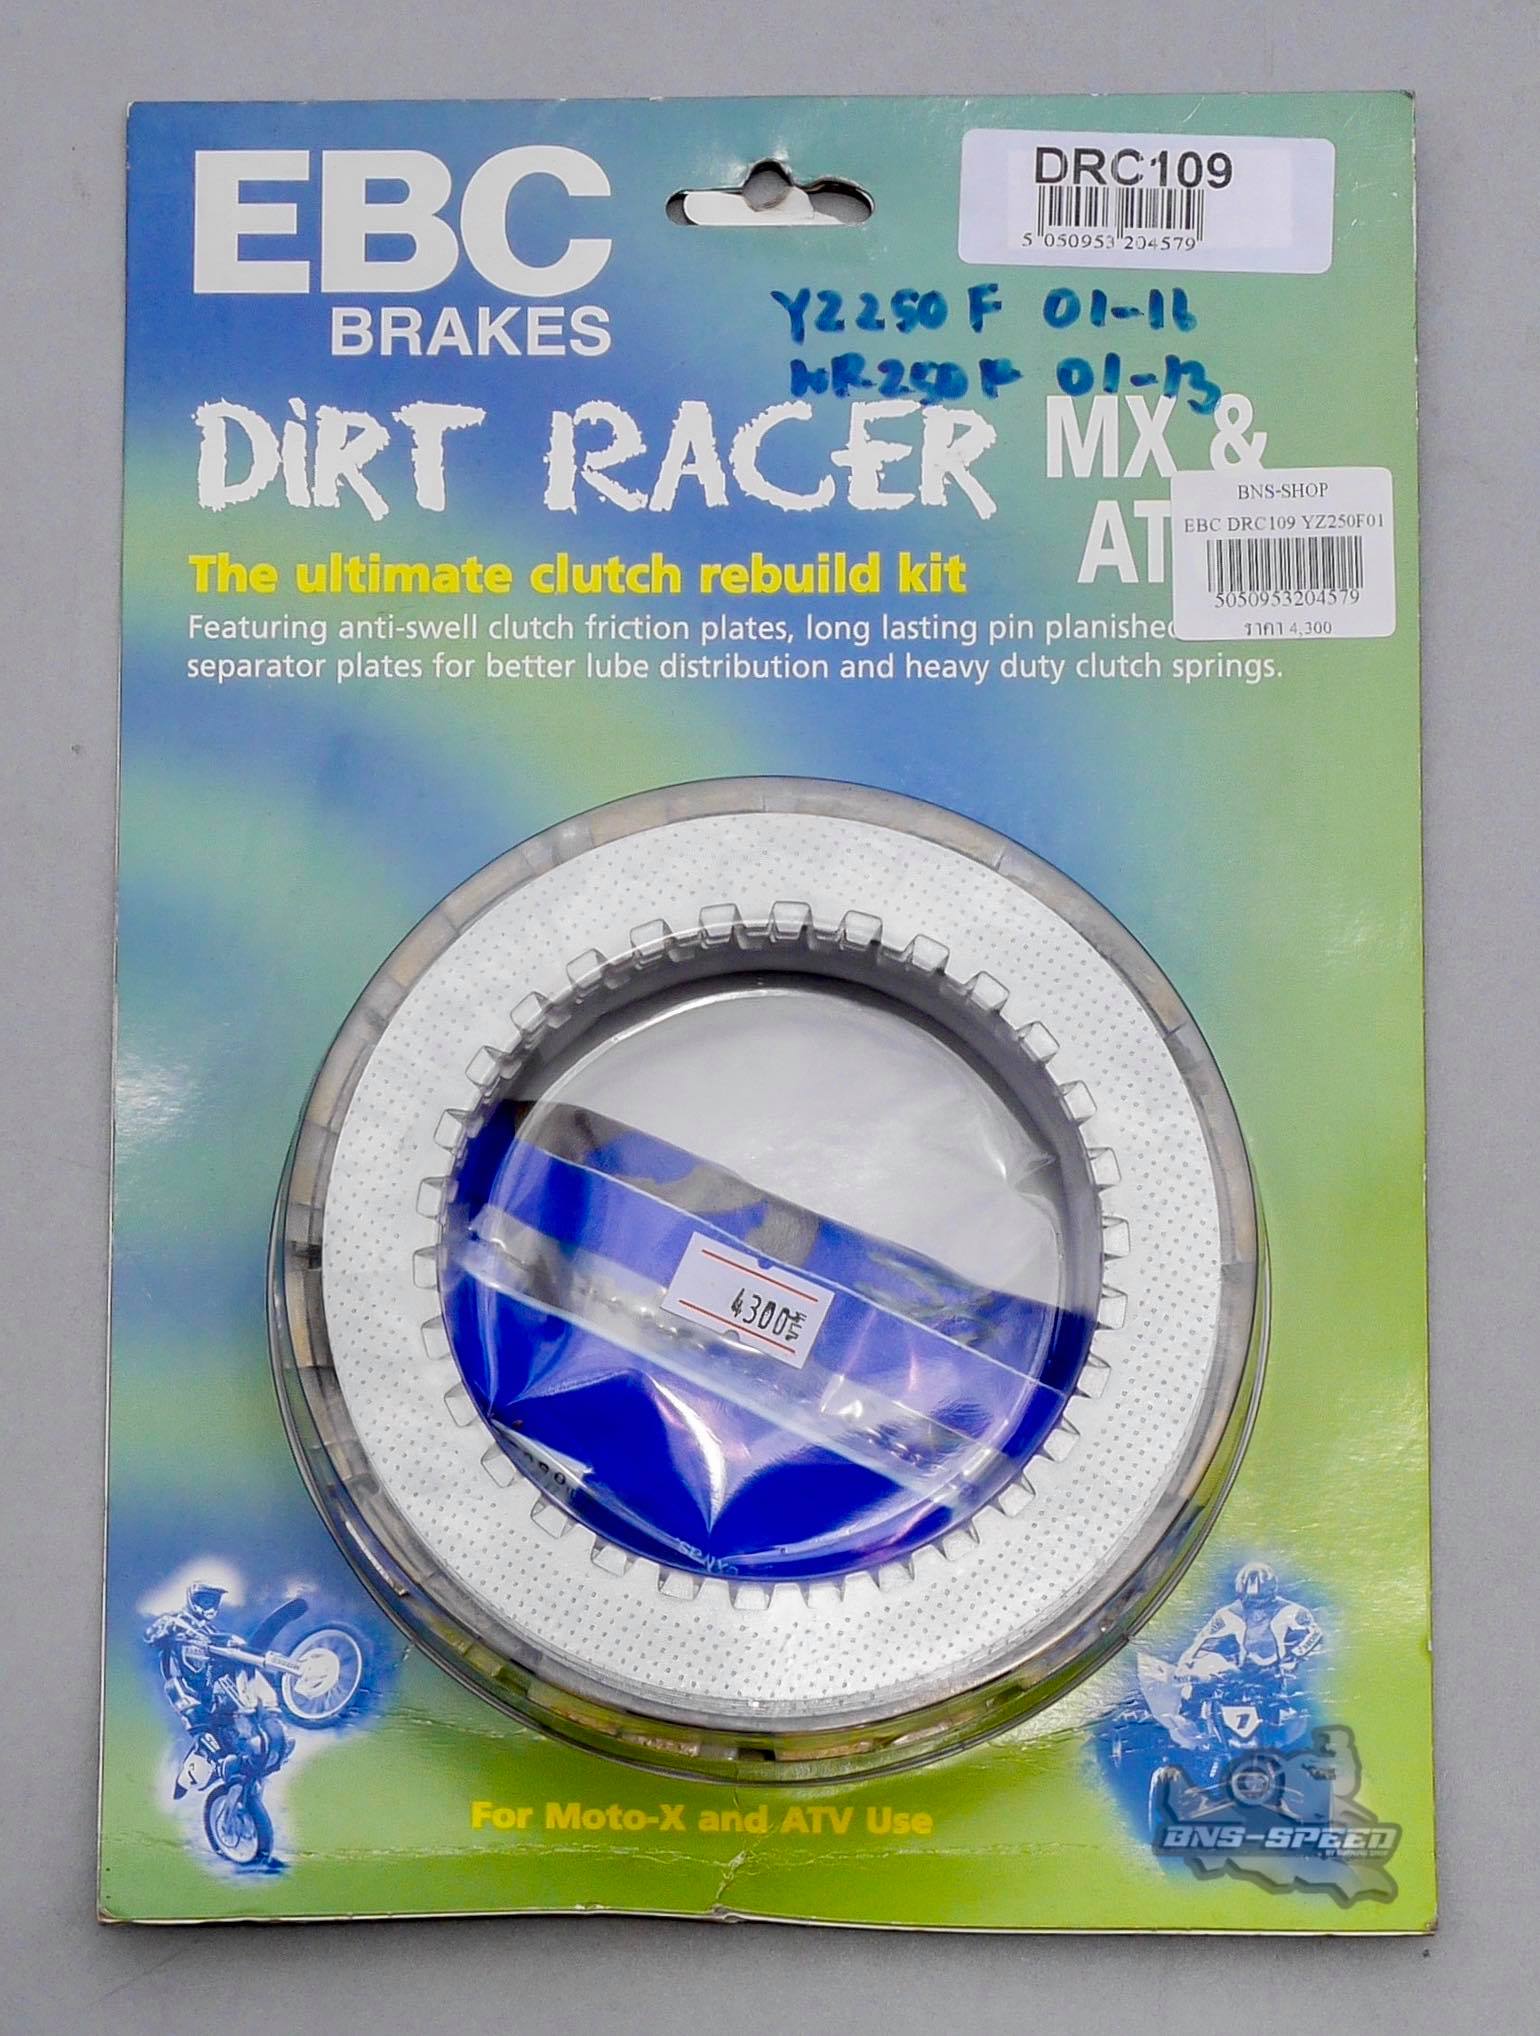 EBC
BRAKES
DRC109
5 050953 204579
YZ250F 01-16
WR250F 01-13
DiRT RACER
MX &
AT
BNS-SHOP
EBC DRC109 YZ250F01
5050953204579
ราคา 4,300
The ultimate clutch rebuild kit
Featuring anti-swell clutch friction plates, long lasting pin planished
separator plates for better lube distribution and heavy duty clutch springs.
4300
7
For Moto-X and ATV Use
BNS-SPEED